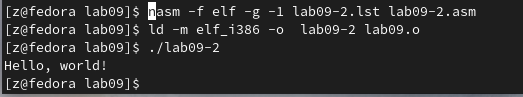 [z@fedora lab09]$ nasm -f elf -g -1 lab09-2.lst lab09-2.asm
[z@fedora lab09]$ ld -m elf_i386 -o  lab09-2 lab09.o
[z@fedora lab09]$ ./lab09-2
Hello, world!
[z@fedora lab09]$